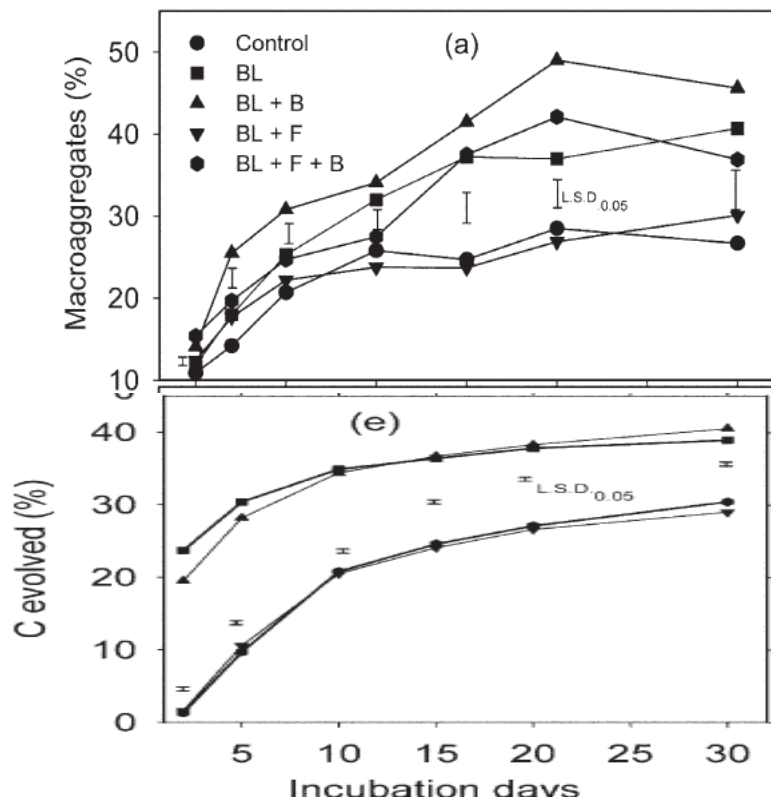 (a)
Control
BL
BL + B
BL + F
BL + F + B
Macroaggregates (%)
50
40
30
20
10
L.S.D.0.05
(e)
C evolved (%)
40
30
20
10
0
L.S.D.0.05
5 10 15 20 25 30
Incubation days